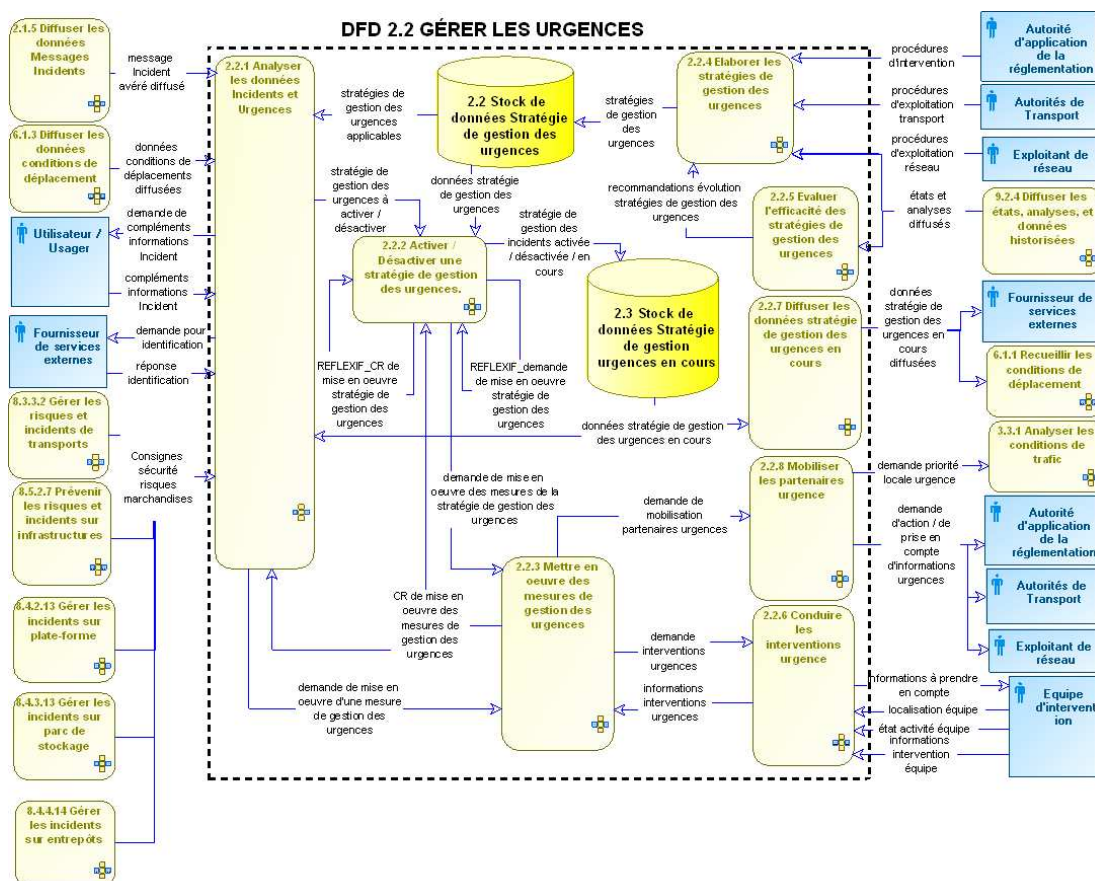 DFD 2.2 GÉRER LES URGENCES
2.1.5 Diffuser les
données
Messages
Incidents
message
Incident
avéré diffusé
6.1.3 Diffuser les
données
conditions de
déplacement
données
conditions de
déplacements
diffusées
Utilisateur /
Usager
demande de
compléments
informations
Incident
compléments
informations
Incident
Fournisseur
de services
externes
demande pour
identification
réponse
identification
8.3.3.2 Gérer les
risques et
incidents de
transports
Consignes
sécurité
risques
marchandises
8.5.2.7 Prévenir
les risques et
incidents sur
infrastructures
8.4.2.13 Gérer les
incidents sur
plate-forme
8.4.3.13 Gérer les
incidents sur
parc de
stockage
8.4.4.14 Gérer
les incidents
sur entrepôts
2.2.1 Analyser
les données
Incidents et
Urgences
stratégies de
gestion des
urgences
applicables
2.2 Stock de
données Stratégie
de gestion des
urgences
stratégies
de gestion
des
urgences
2.2.4 Elaborer les
stratégies de
gestion des
urgences
stratégie de
gestion des
urgences à
activer /
désactiver
données stratégie
de gestion des
urgences
recommandations évolution
stratégies de gestion des
urgences
2.2.5 Evaluer
l'efficacité des
stratégies de
gestion des
urgences
2.2.2 Activer /
Désactiver une
stratégie de gestion
des urgences.
stratégie de
gestion des
incidents activée
/ désactivée / en
cours
2.3 Stock de
données Stratégie
de gestion
urgences en cours
2.2.7 Diffuser les
données stratégie
de gestion des
urgences en
cours
REFLEXIF_CR de
mise en oeuvre
stratégie de
gestion des
urgences
REFLEXIF_demande
de mise en oeuvre
stratégie de
gestion des
urgences
données stratégie de gestion
des urgences en cours
demande de mise en
oeuvre des mesures de la
stratégie de gestion des
urgences
demande de
mobilisation
partenaires urgences
2.2.8 Mobiliser
les partenaires
urgence
CR de mise en
oeuvre des
mesures de
gestion des
urgences
2.2.3 Mettre en
oeuvre des
mesures de
gestion des
urgences
demande
interventions
urgences
informations
interventions
urgences
2.2.6 Conduire
les
interventions
urgence
demande de mise en
oeuvre d'une mesure
de gestion des
urgences
procédures
d'intervention
Autorité
d'application
de la
réglementation
procédures
d'exploitation
transport
Autorités de
Transport
procédures
d'exploitation
réseau
Exploitant de
réseau
états et
analyses
diffusés
9.2.4 Diffuser les
états, analyses, et
données
historisées
données
stratégie de
gestion des
urgences en
cours
diffusées
Fournisseur de
services
externes
6.1.1 Recueillir les
conditions de
déplacement
demande priorité
locale urgence
3.3.1 Analyser les
conditions de
trafic
demande
d'action / de
prise en
compte
d'informations
urgences
Autorité
d'application
de la
réglementation
Autorités de
Transport
Exploitant de
réseau
informations à prendre
en compte
localisation équipe
état activité équipe
informations
intervention
équipe
Equipe
d'intervent
ion